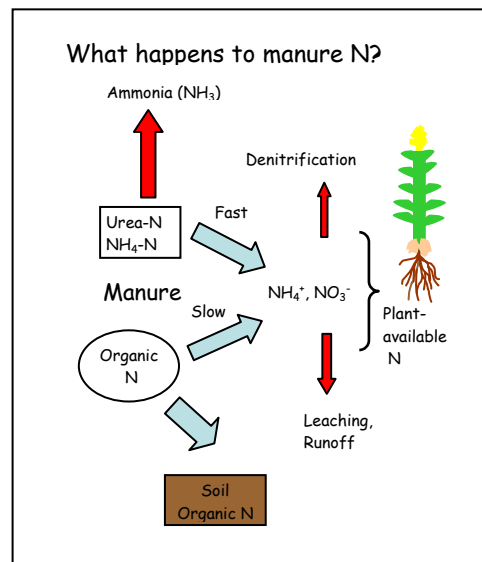 What happens to manure N?
Ammonia (NH₃)
Denitrification
Urea-N
NH₄-N
Fast
Manure
NH₄⁺, NO₃⁻
Slow
Plant-
available
N
Organic
N
Leaching,
Runoff
Soil
Organic N